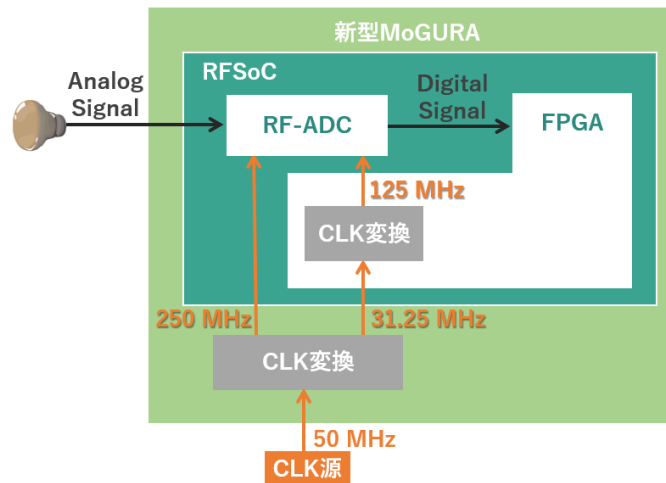 新型MoGURA
RFSoC
Analog
Signal
RF-ADC
Digital
Signal
FPGA
125 MHz
CLK変換
250 MHz
31.25 MHz
CLK変換
50 MHz
CLK源